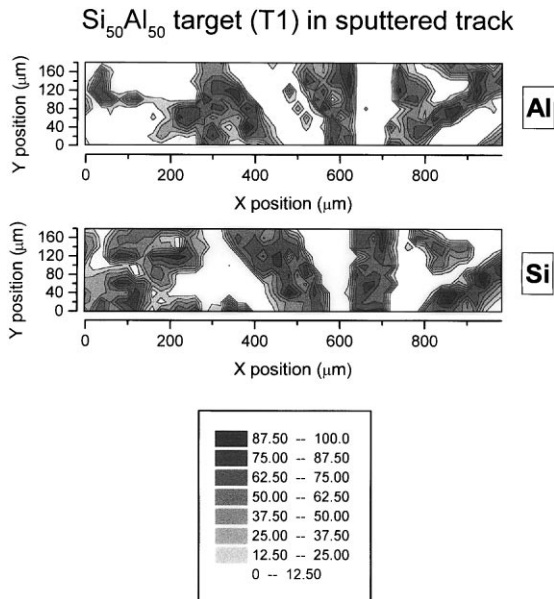 Si50Al50 target (T1) in sputtered track
Y position (μm)
160
120
80
40
0
0 200 400 600 800
X position (μm)
Al
Y position (μm)
160
120
80
40
0
0 200 400 600 800
X position (μm)
Si
87.50 -- 100.0
75.00 -- 87.50
62.50 -- 75.00
50.00 -- 62.50
37.50 -- 50.00
25.00 -- 37.50
12.50 -- 25.00
0 -- 12.50